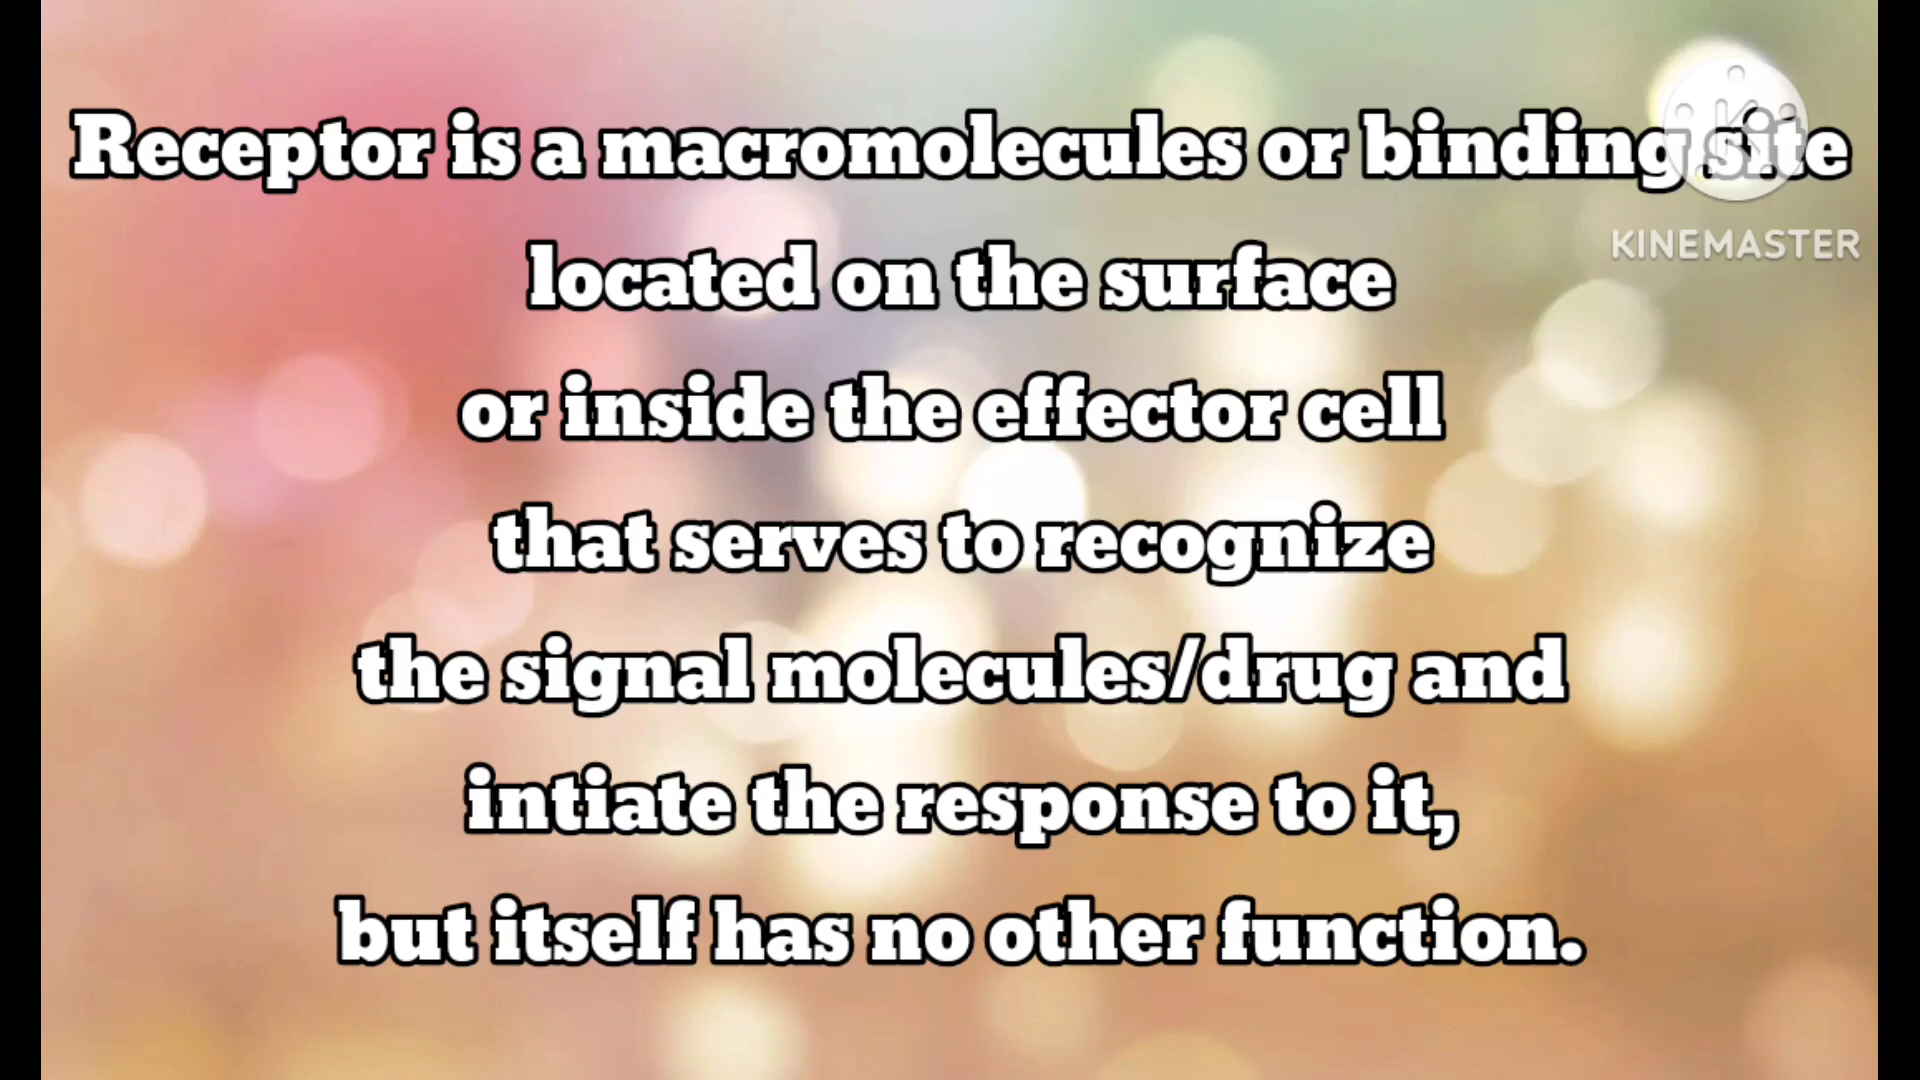 Receptor is a macromolecules or binding site
KINEMASTER
located on the surface
or inside the effector cell
that serves to recognize
the signal molecules/drug and
intiate the response to it,
but itself has no other function.